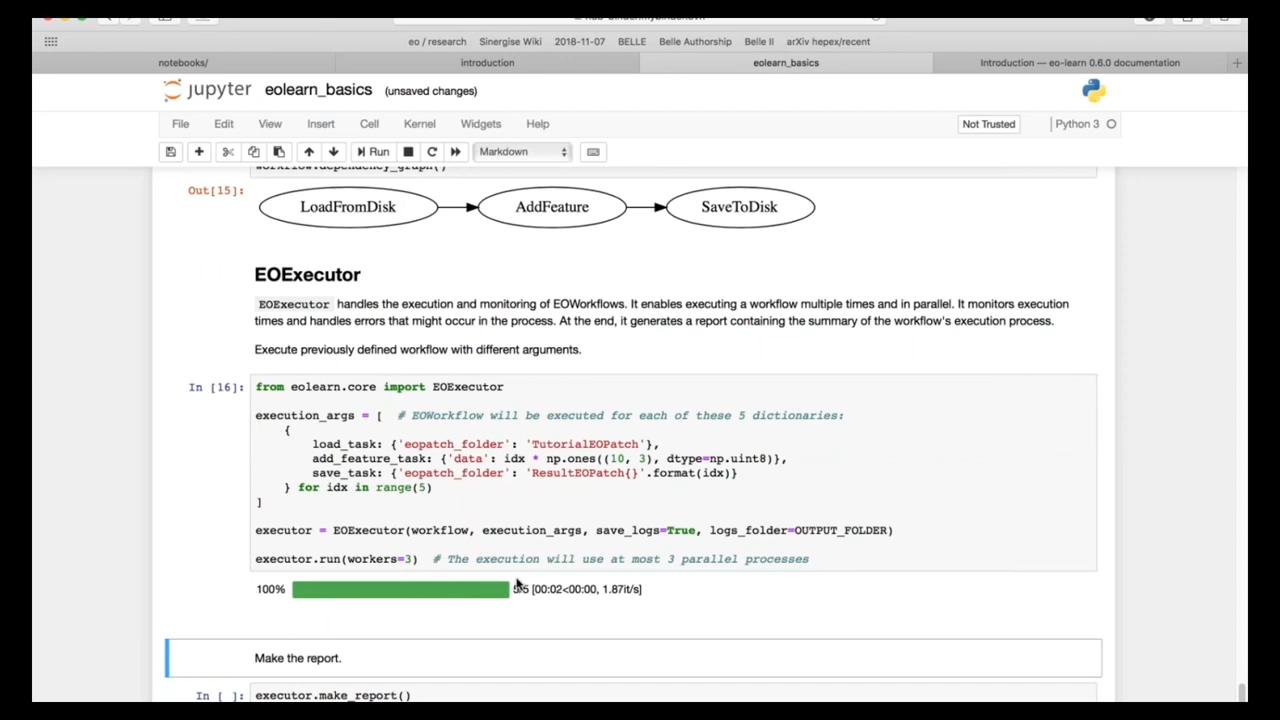 eo / research Sinergise Wiki 2018-11-07 BELLE Belle Authorship Belle II arXiv hepex/recent
notebooks/ introduction eolearn_basics Introduction — eo-learn 0.6.0 documentation
jupyter eolearn_basics (unsaved changes)
File Edit View Insert Cell Kernel Widgets Help Not Trusted Python 3
Run Markdown
workflow.dependency_graph()
Out[15]:
LoadFromDisk AddFeature SaveToDisk
EOExecutor
EOExecutor handles the execution and monitoring of EOWorkflows. It enables executing a workflow multiple times and in parallel. It monitors execution
times and handles errors that might occur in the process. At the end, it generates a report containing the summary of the workflow's execution process.
Execute previously defined workflow with different arguments.
In [16]: from eolearn.core import EOExecutor
execution_args = [ # EOWorkflow will be executed for each of these 5 dictionaries:
{
load_task: {'eopatch_folder': 'TutorialEOPatch'},
add_feature_task: {'data': idx * np.ones((10, 3), dtype=np.uint8)},
save_task: {'eopatch_folder': 'ResultEOPatch{}'.format(idx)}
} for idx in range(5)
]
executor = EOExecutor(workflow, execution_args, save_logs=True, logs_folder=OUTPUT_FOLDER)
executor.run(workers=3) # The execution will use at most 3 parallel processes
100% 5/5 [00:02<00:00, 1.87it/s]
Make the report.
In [ ]: executor.make_report()